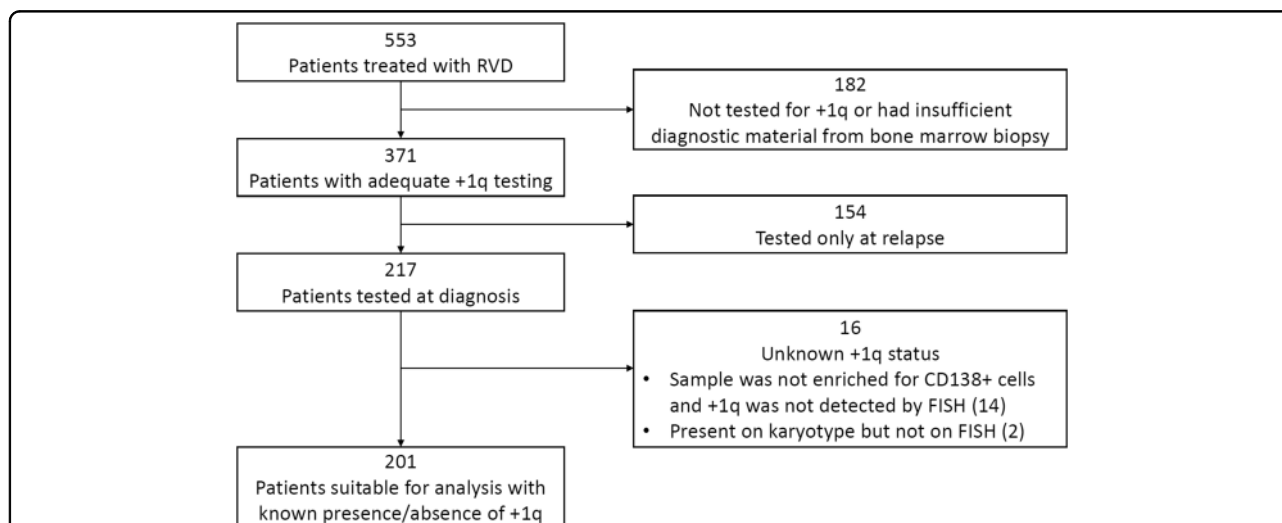 553
Patients treated with RVD
182
Not tested for +1q or had insufficient
diagnostic material from bone marrow biopsy
371
Patients with adequate +1q testing
154
Tested only at relapse
217
Patients tested at diagnosis
16
Unknown +1q status
• Sample was not enriched for CD138+ cells
and +1q was not detected by FISH (14)
• Present on karyotype but not on FISH (2)
201
Patients suitable for analysis with
known presence/absence of +1q